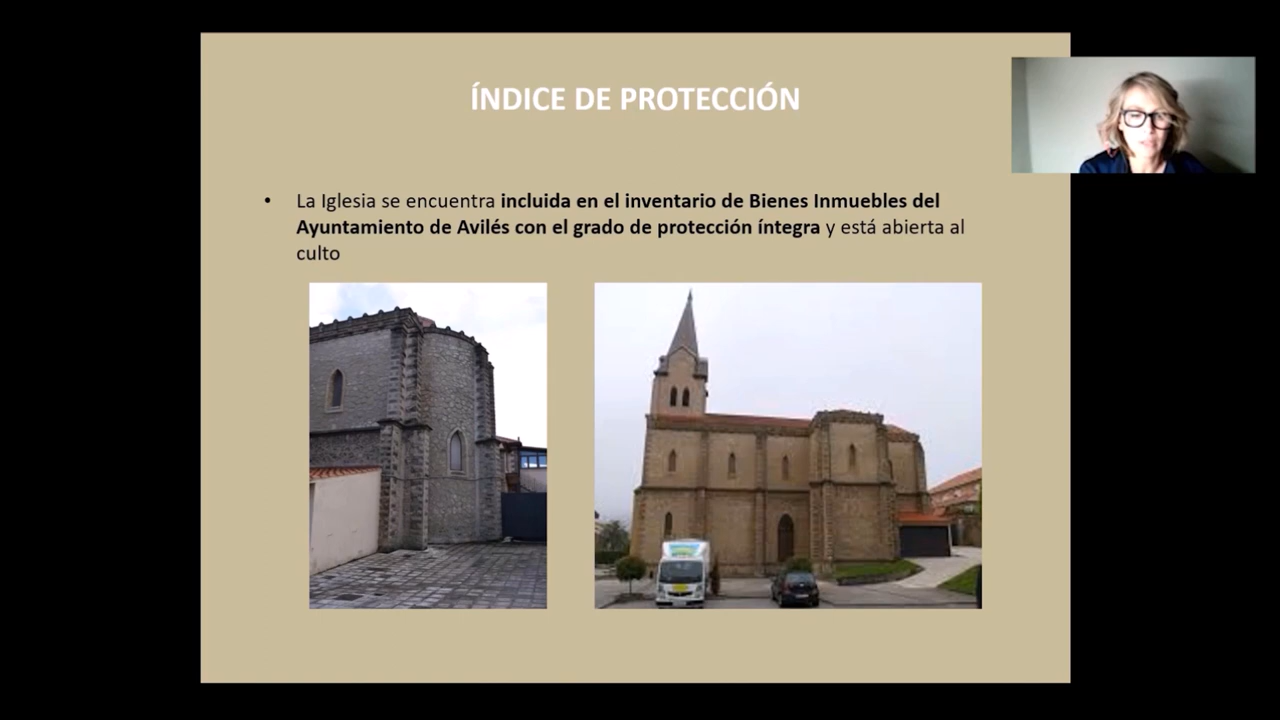 ÍNDICE DE PROTECCIÓN
• La Iglesia se encuentra incluida en el inventario de Bienes Inmuebles del
Ayuntamiento de Avilés con el grado de protección íntegra y está abierta al
culto